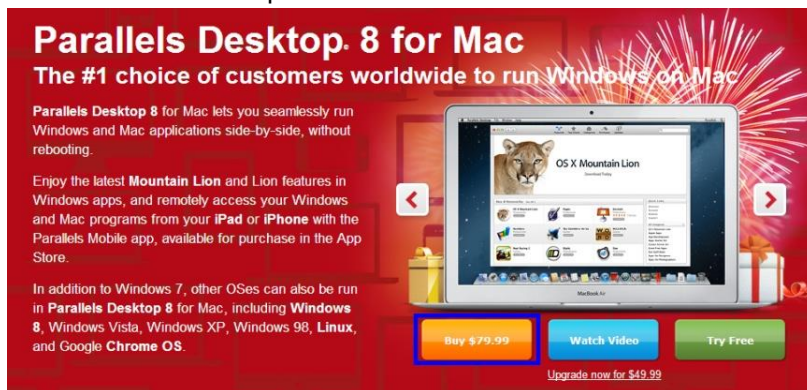 Parallels Desktop® 8 for Mac
The #1 choice of customers worldwide to run Windows on Mac
Parallels Desktop 8 for Mac lets you seamlessly run
Windows and Mac applications side-by-side, without
rebooting.
Enjoy the latest Mountain Lion and Lion features in
Windows apps, and remotely access your Windows
and Mac programs from your iPad or iPhone with the
Parallels Mobile app, available for purchase in the App
Store.
In addition to Windows 7, other OSes can also be run
in Parallels Desktop 8 for Mac, including Windows
8, Windows Vista, Windows XP, Windows 98, Linux,
and Google Chrome OS.
OS X Mountain Lion
MacBook Air
Buy $79.99
Watch Video
Try Free
Upgrade now for $49.99